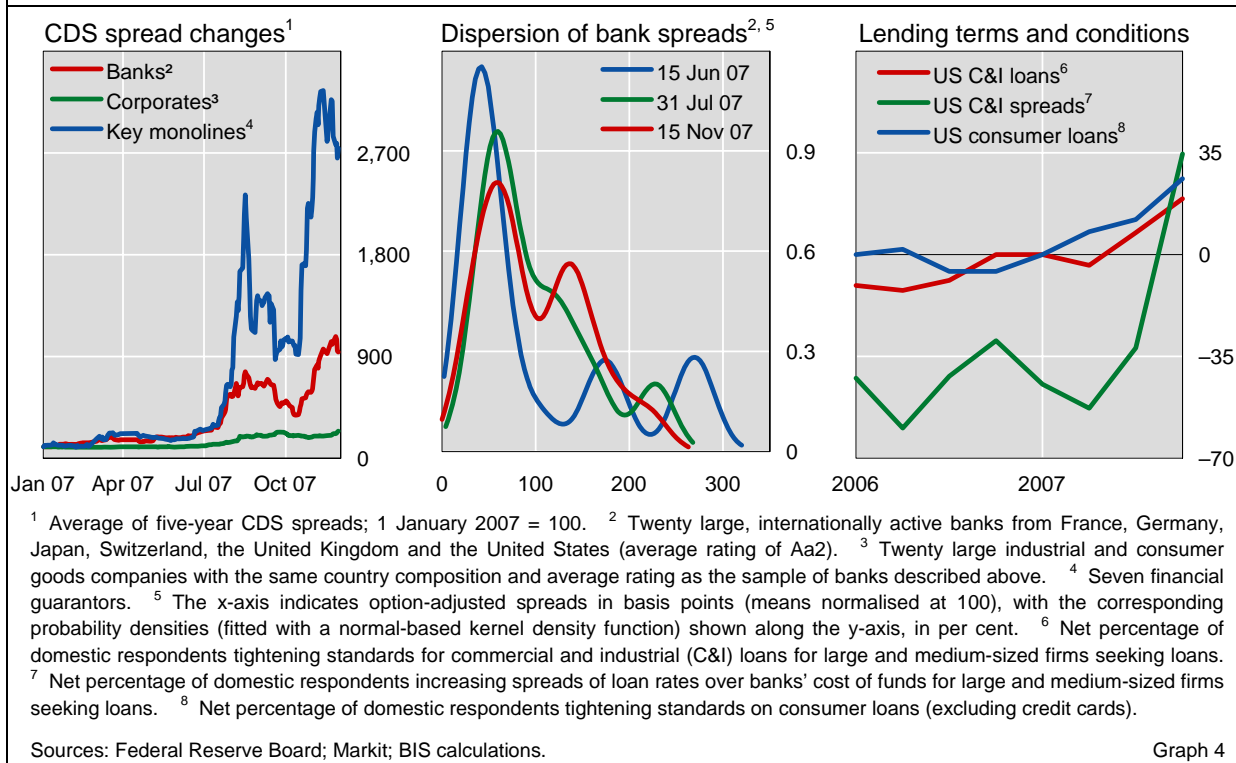 CDS spread changes¹
Banks²
Corporates³
Key monolines⁴
2,700
1,800
900
0
Jan 07 Apr 07 Jul 07 Oct 07
Dispersion of bank spreads², ⁵
15 Jun 07
31 Jul 07
15 Nov 07
0.9
0.6
0.3
0
0 100 200 300
Lending terms and conditions
US C&I loans⁶
US C&I spreads⁷
US consumer loans⁸
35
0
–35
–70
2006 2007
¹ Average of five-year CDS spreads; 1 January 2007 = 100. ² Twenty large, internationally active banks from France, Germany,
Japan, Switzerland, the United Kingdom and the United States (average rating of Aa2). ³ Twenty large industrial and consumer
goods companies with the same country composition and average rating as the sample of banks described above. ⁴ Seven financial
guarantors. ⁵ The x-axis indicates option-adjusted spreads in basis points (means normalised at 100), with the corresponding
probability densities (fitted with a normal-based kernel density function) shown along the y-axis, in per cent. ⁶ Net percentage of
domestic respondents tightening standards for commercial and industrial (C&I) loans for large and medium-sized firms seeking loans.
⁷ Net percentage of domestic respondents increasing spreads of loan rates over banks' cost of funds for large and medium-sized firms
seeking loans. ⁸ Net percentage of domestic respondents tightening standards on consumer loans (excluding credit cards).
Sources: Federal Reserve Board; Markit; BIS calculations. Graph 4